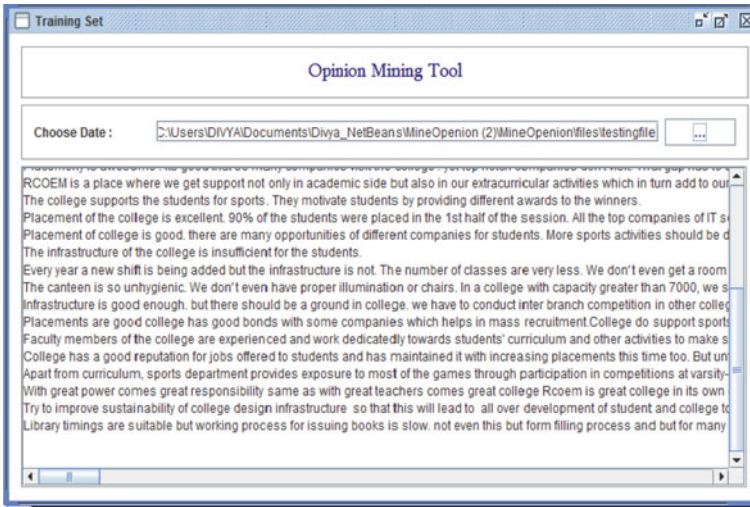 Training Set
Opinion Mining Tool
Choose Date :
C:\Users\DIVYA\Documents\Divya_NetBeans\MineOpenion (2)\MineOpenion\files\testingfile
...
RCOEM is a place where we get support not only in academic side but also in our extracurricular activities which in turn add to our
The college supports the students for sports. They motivate students by providing different awards to the winners.
Placement of the college is excellent. 90% of the students were placed in the 1st half of the session. All the top companies of IT s
Placement of college is good. there are many opportunities of different companies for students. More sports activities should be d
The infrastructure of the college is insufficient for the students.
Every year a new shift is being added but the infrastructure is not. The number of classes are very less. We don't even get a room
The canteen is so unhygienic. We don't even have proper illumination or chairs. In a college with capacity greater than 7000, we s
Infrastructure is good enough. but there should be a ground in college. we have to conduct inter branch competition in other colleg
Placements are good college has good bonds with some companies which helps in mass recruitment.College do support sports
Faculty members of the college are experienced and work dedicatedly towards students' curriculum and other activities to make s
College has a good reputation for jobs offered to students and has maintained it with increasing placements this time too. But unf
Apart from curriculum, sports department provides exposure to most of the games through participation in competitions at varsity-
With great power comes great responsibility same as with great teachers comes great college Rcoem is great college in its own
Try to improve sustainability of college design infrastructure so that this will lead to all over development of student and college to
Library timings are suitable but working process for issuing books is slow. not even this but form filling process and but for many